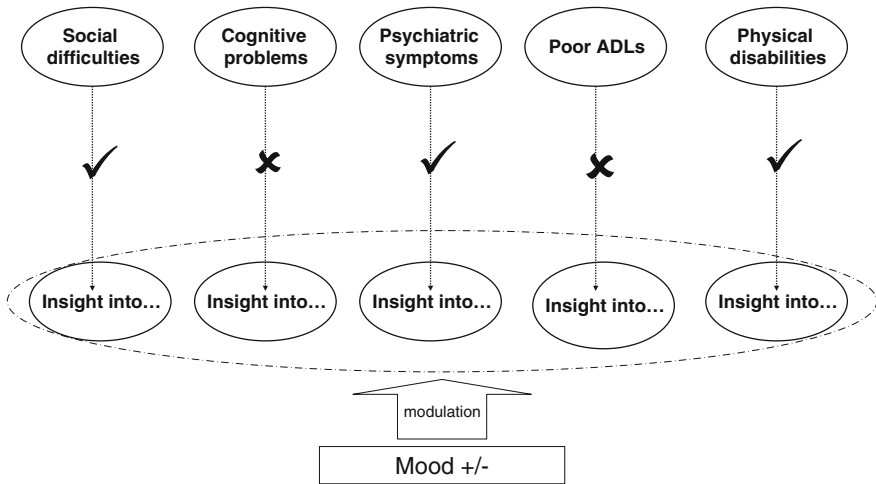 Social
difficulties
Cognitive
problems
Psychiatric
symptoms
Poor ADLs
Physical
disabilities
Insight into…
Insight into…
Insight into…
Insight into…
Insight into…
modulation
Mood +/-